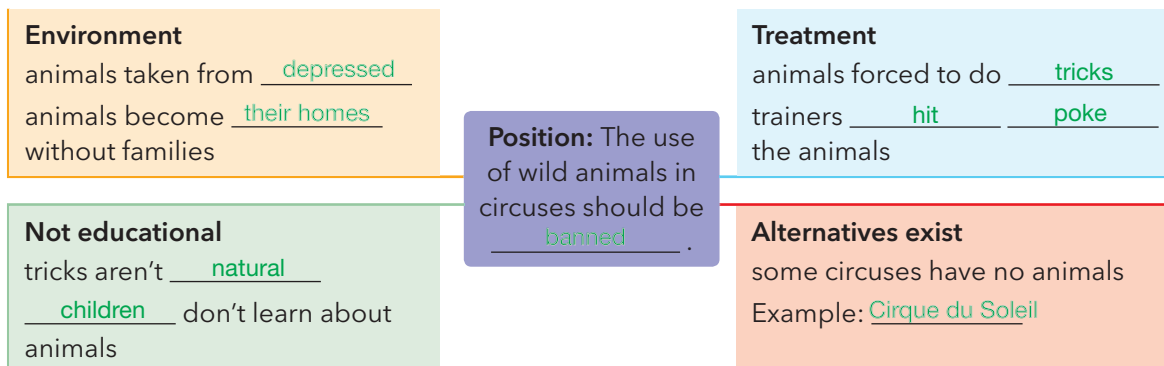 Environment
animals taken from depressed
animals become their homes
without families
Treatment
animals forced to do tricks
trainers hit poke
the animals
Position: The use
of wild animals in
circuses should be
banned .
Not educational
tricks aren’t natural
children don’t learn about
animals
Alternatives exist
some circuses have no animals
Example: Cirque du Soleil